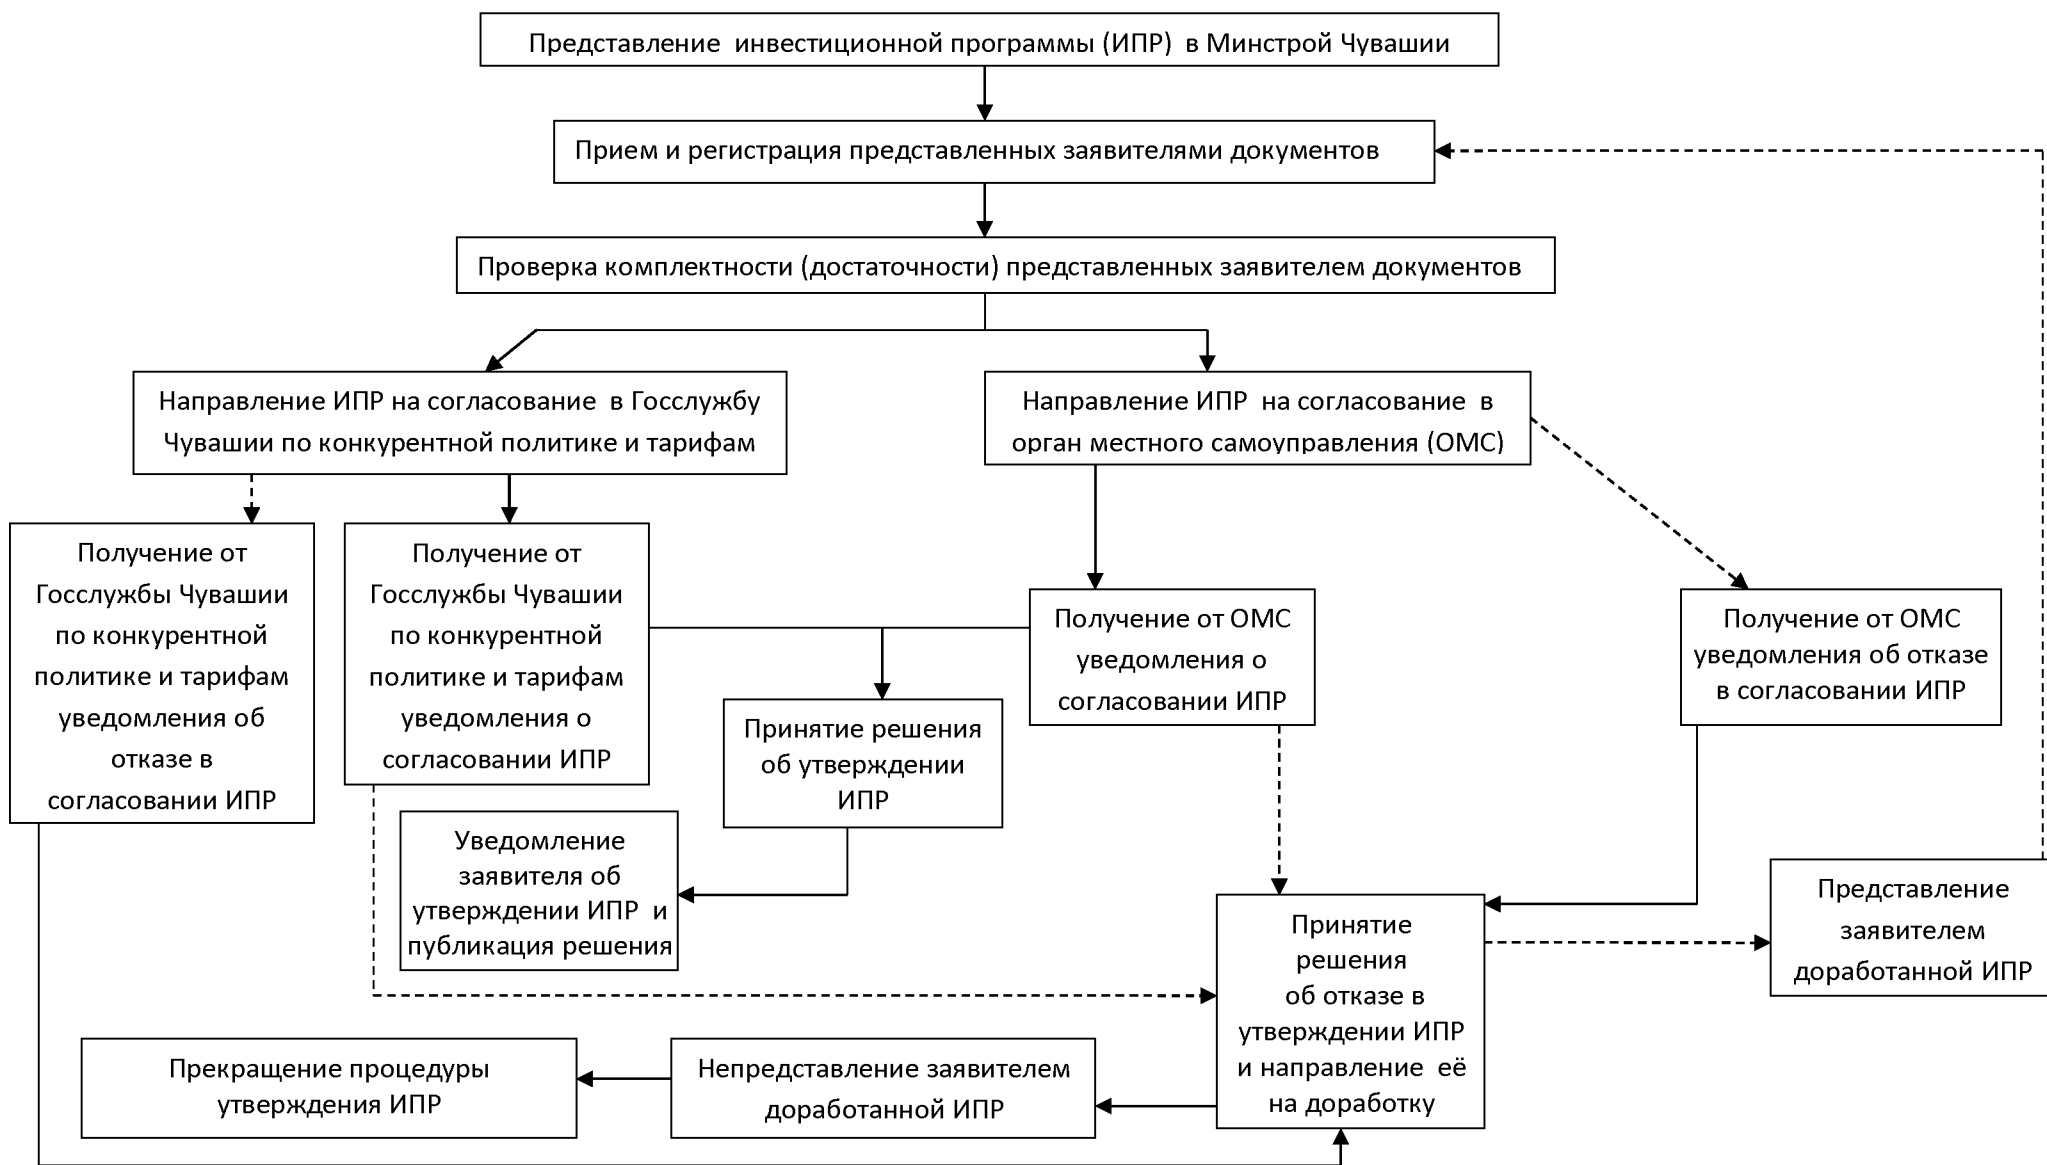 Представление инвестиционной программы (ИПР) в Минстрой Чувашии
Прием и регистрация представленных заявителями документов
Проверка комплектности (достаточности) представленных заявителем документов
Направление ИПР на согласование в Госслужбу
Чувашии по конкурентной политике и тарифам
Направление ИПР на согласование в
орган местного самоуправления (ОМС)
Получение от
Госслужбы Чувашии
по конкурентной
политике и тарифам
уведомления об
отказе в
согласовании ИПР
Получение от
Госслужбы Чувашии
по конкурентной
политике и тарифам
уведомления о
согласовании ИПР
Получение от ОМС
уведомления о
согласовании ИПР
Получение от ОМС
уведомления об отказе
в согласовании ИПР
Принятие решения
об утверждении
ИПР
Уведомление
заявителя об
утверждении ИПР и
публикация решения
Принятие
решения
об отказе в
утверждении ИПР
и направление её
на доработку
Представление
заявителем
доработанной ИПР
Непредставление заявителем
доработанной ИПР
Прекращение процедуры
утверждения ИПР